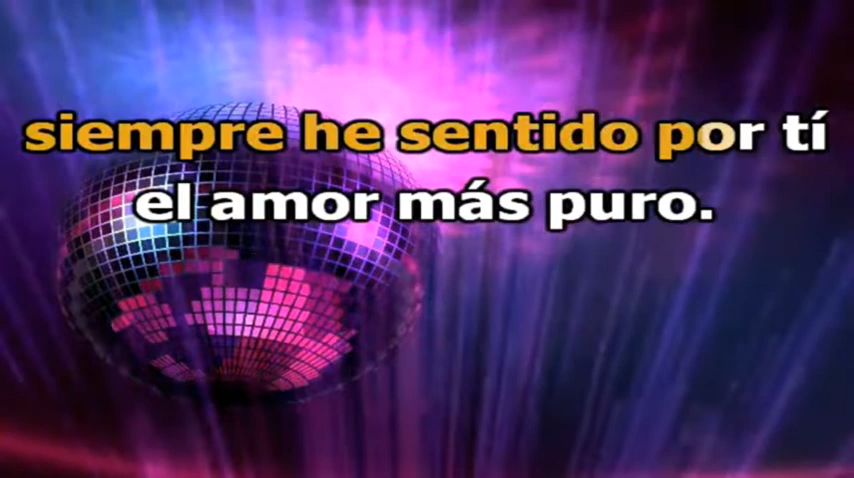 siempre he sentido por tí
el amor más puro.